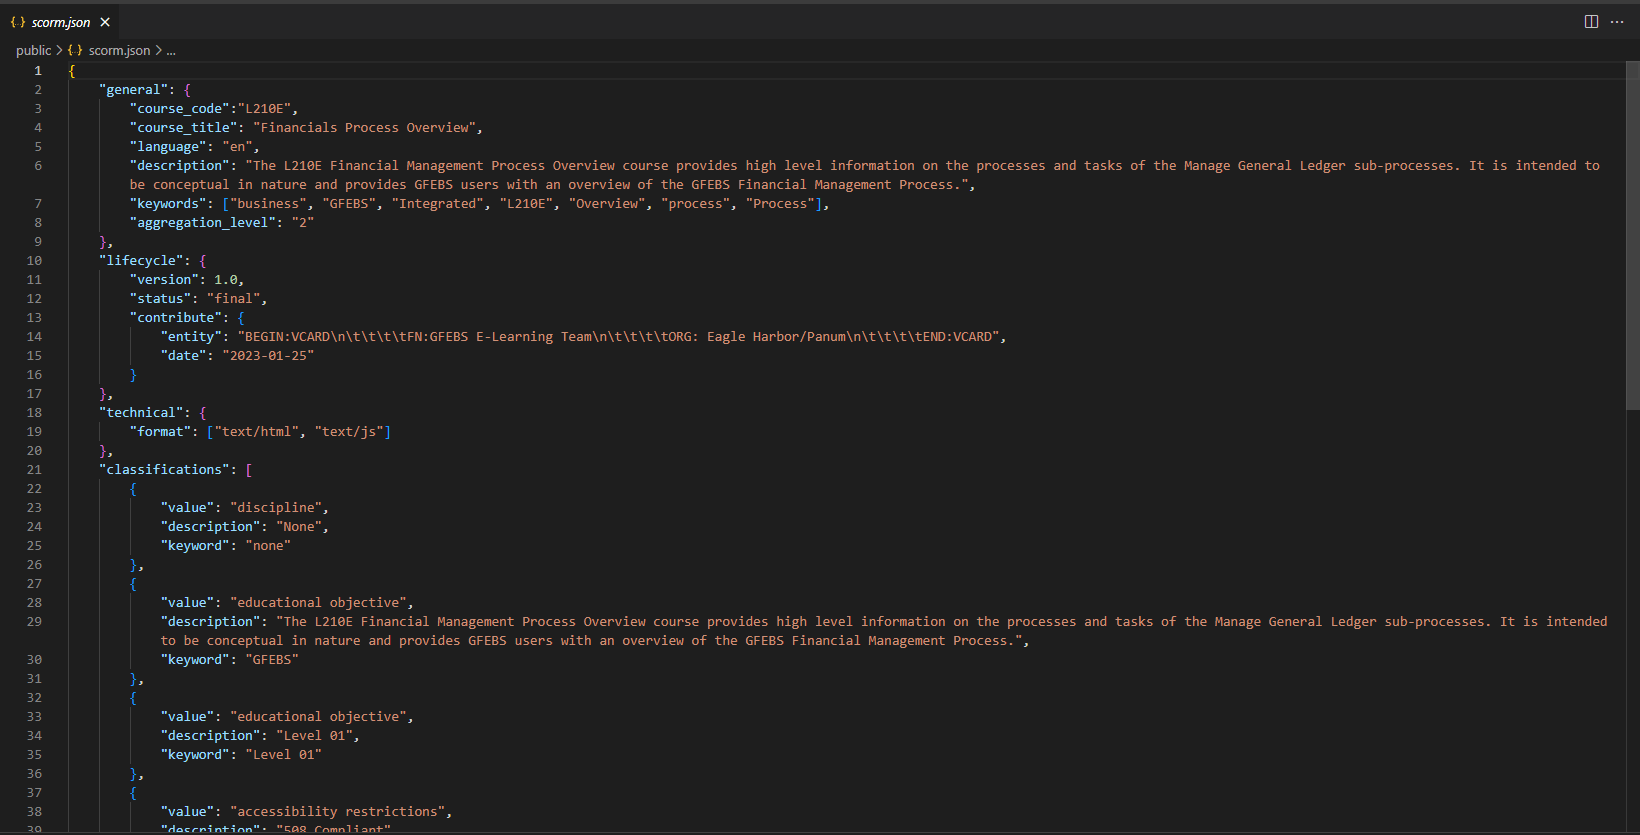 {..} scorm.json ✕
public > {..} scorm.json > ...
1 {
2 "general": {
3 "course_code":"L210E",
4 "course_title": "Financials Process Overview",
5 "language": "en",
6 "description": "The L210E Financial Management Process Overview course provides high level information on the processes and tasks of the Manage General Ledger sub-processes. It is intended to
be conceptual in nature and provides GFEBS users with an overview of the GFEBS Financial Management Process.",
7 "keywords": ["business", "GFEBS", "Integrated", "L210E", "Overview", "process", "Process"],
8 "aggregation_level": "2"
9 },
10 "lifecycle": {
11 "version": 1.0,
12 "status": "final",
13 "contribute": {
14 "entity": "BEGIN:VCARD\n\t\t\t\tFN:GFEBS E-Learning Team\n\t\t\t\tORG: Eagle Harbor/Panum\n\t\t\t\tEND:VCARD",
15 "date": "2023-01-25"
16 }
17 },
18 "technical": {
19 "format": ["text/html", "text/js"]
20 },
21 "classifications": [
22 {
23 "value": "discipline",
24 "description": "None",
25 "keyword": "none"
26 },
27 {
28 "value": "educational objective",
29 "description": "The L210E Financial Management Process Overview course provides high level information on the processes and tasks of the Manage General Ledger sub-processes. It is intended
to be conceptual in nature and provides GFEBS users with an overview of the GFEBS Financial Management Process.",
30 "keyword": "GFEBS"
31 },
32 {
33 "value": "educational objective",
34 "description": "Level 01",
35 "keyword": "Level 01"
36 },
37 {
38 "value": "accessibility restrictions",
39 "description": "508 Compliant"